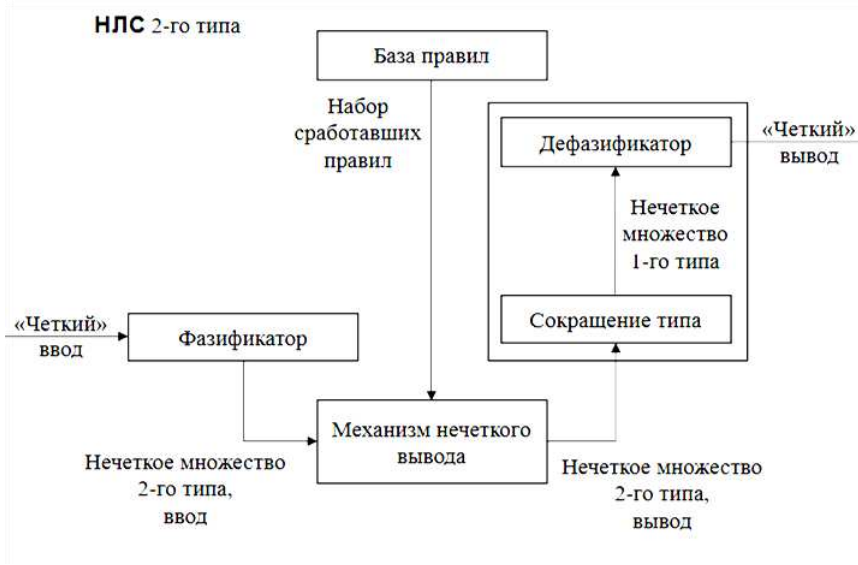 НЛС 2-го типа
База правил
Набор
сработавших
правил
Дефазификатор
«Четкий»
вывод
Нечеткое
множество
1-го типа
Сокращение типа
«Четкий»
ввод
Фазификатор
Механизм нечеткого
вывода
Нечеткое множество
2-го типа,
ввод
Нечеткое множество
2-го типа,
вывод